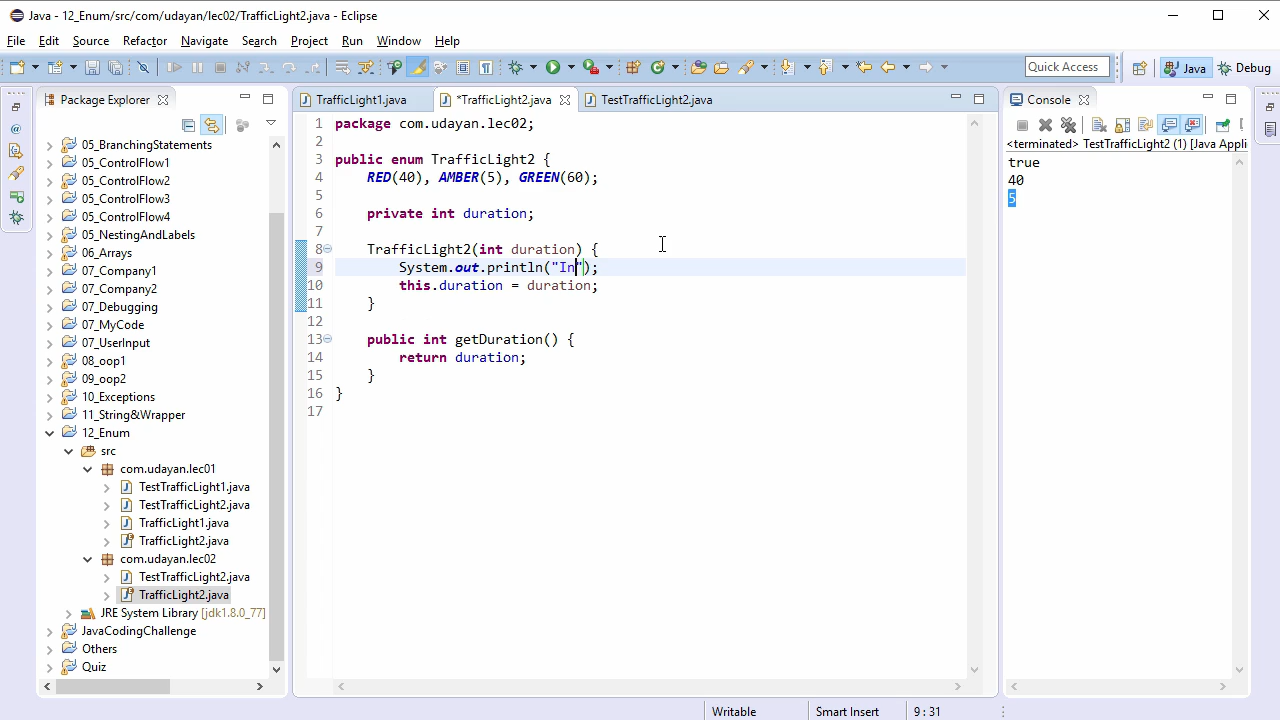 Java - 12_Enum/src/com/udayan/lec02/TrafficLight2.java - Eclipse
File Edit Source Refactor Navigate Search Project Run Window Help
Quick Access
Java
Debug
Package Explorer
05_BranchingStatements
05_ControlFlow1
05_ControlFlow2
05_ControlFlow3
05_ControlFlow4
05_NestingAndLabels
06_Arrays
07_Company1
07_Company2
07_Debugging
07_MyCode
07_UserInput
08_oop1
09_oop2
10_Exceptions
11_String&Wrapper
12_Enum
src
com.udayan.lec01
TestTrafficLight1.java
TestTrafficLight2.java
TrafficLight1.java
TrafficLight2.java
com.udayan.lec02
TestTrafficLight2.java
TrafficLight2.java
JRE System Library [jdk1.8.0_77]
JavaCodingChallenge
Others
Quiz
TrafficLight1.java *TrafficLight2.java TestTrafficLight2.java
1 package com.udayan.lec02;
2
3 public enum TrafficLight2 {
4 RED(40), AMBER(5), GREEN(60);
5
6 private int duration;
7
8 TrafficLight2(int duration) {
9 System.out.println("In");
10 this.duration = duration;
11 }
12
13 public int getDuration() {
14 return duration;
15 }
16 }
17
Console
<terminated> TestTrafficLight2 (1) [Java Appli
true
40
5
Writable Smart Insert 9 : 31